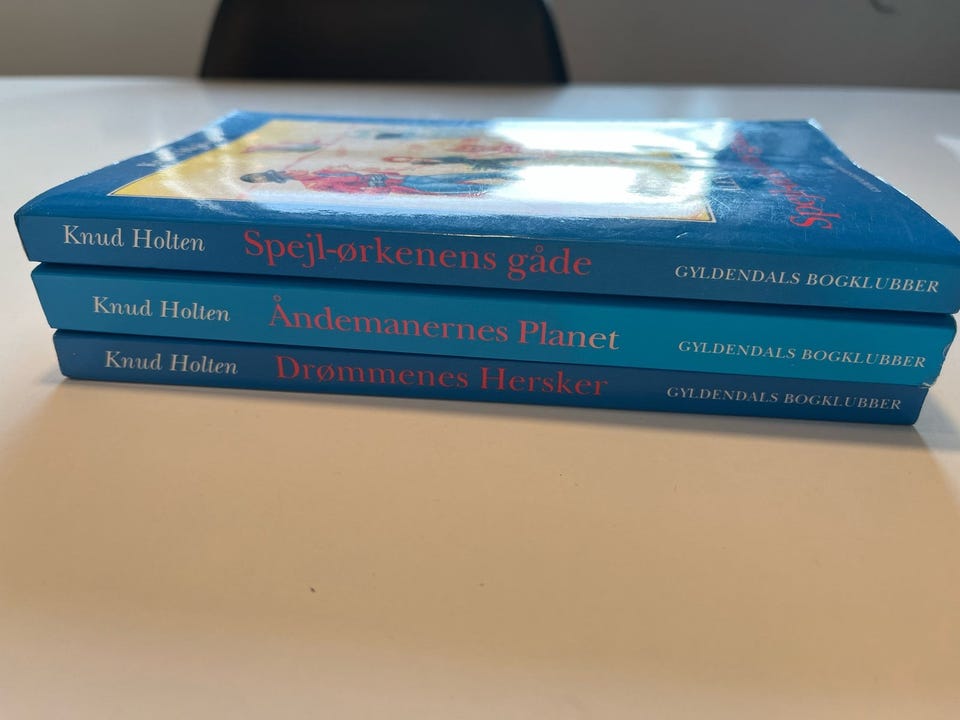 Knud Holten Spejl-ørkenens gåde GYLDENDALS BOGKLUBBER
Knud Holten Åndemanernes Planet GYLDENDALS BOGKLUBBER
Knud Holten Drømmenes Hersker GYLDENDALS BOGKLUBBER